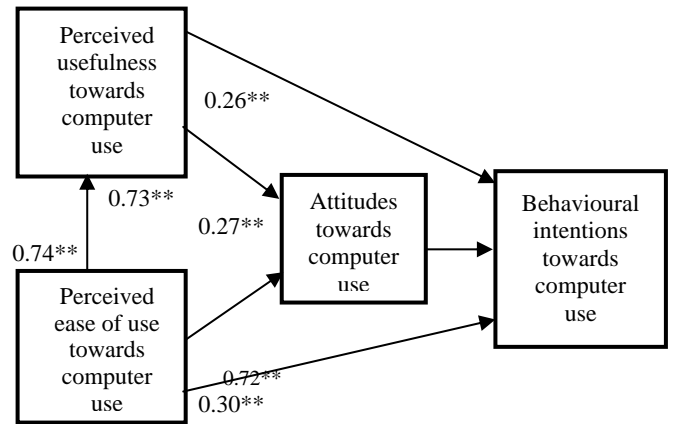 Perceived
usefulness
towards
computer
use
0.26**
0.73**
0.27**
0.74**
Attitudes
towards
computer
use
Behavioural
intentions
towards
computer
use
Perceived
ease of use
towards
computer
use
0.72**
0.30**